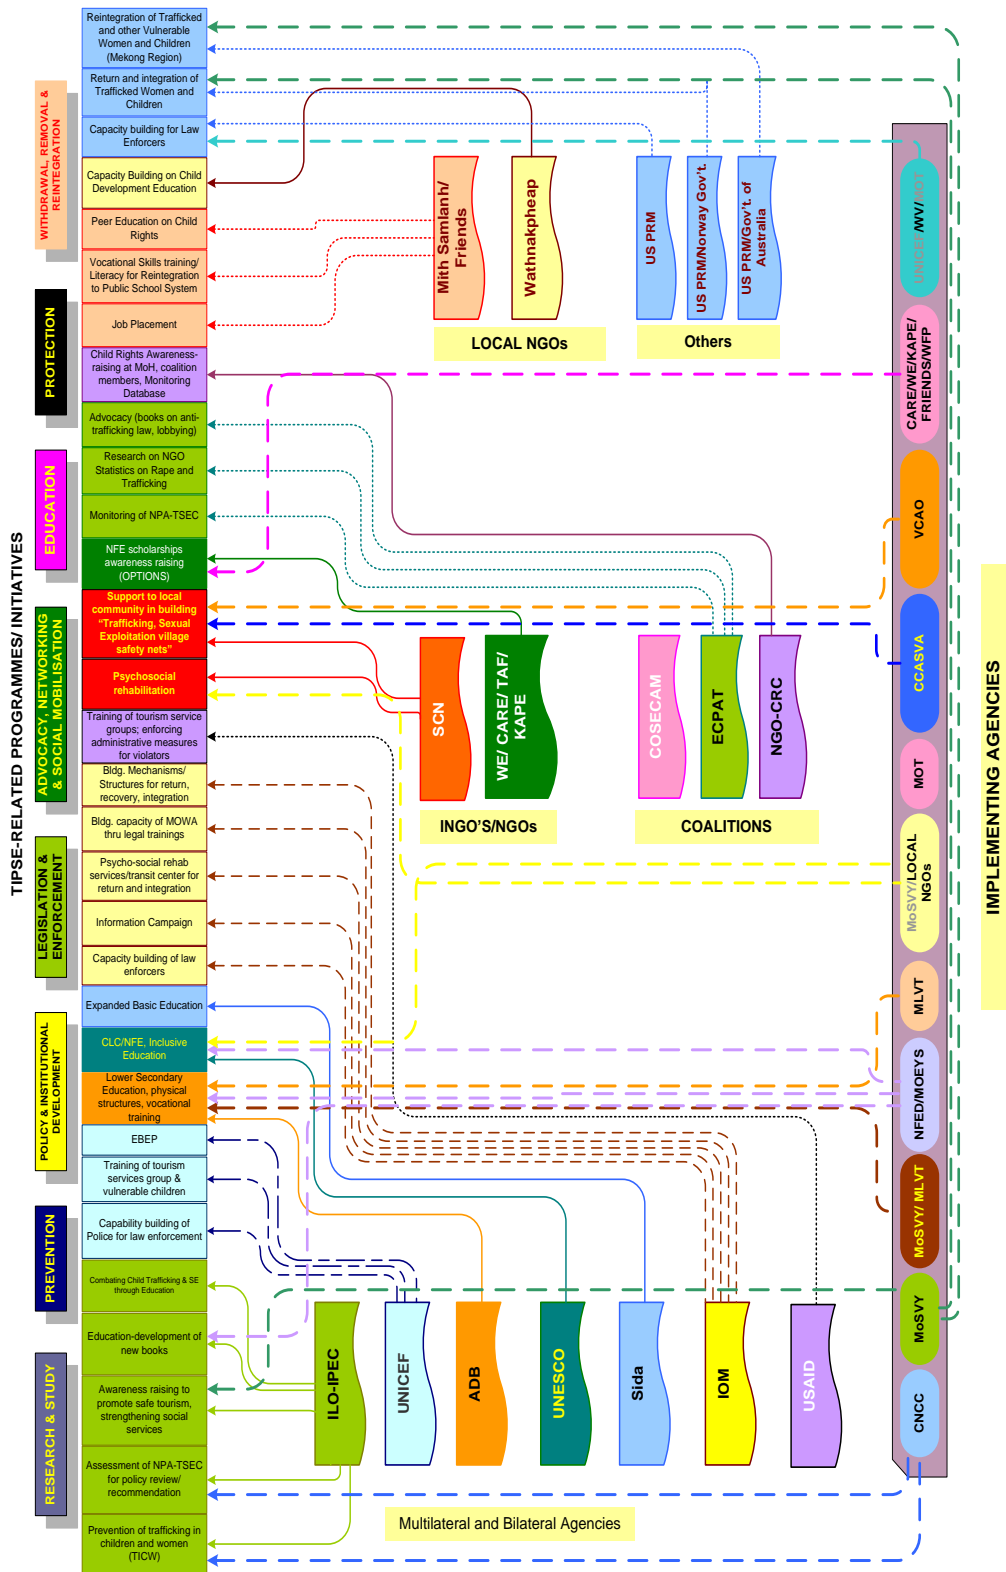 TIPSE-RELATED PROGRAMMES/ INITIATIVES
WITHDRAWAL, REMOVAL &
REINTEGRATION
PROTECTION
EDUCATION
ADVOCACY, NETWORKING
& SOCIAL MOBILISATION
LEGISLATION &
ENFORCEMENT
POLICY & INSTITUTIONAL
DEVELOPMENT
PREVENTION
RESEARCH & STUDY
Reintegration of Trafficked
and other Vulnerable
Women and Children
(Mekong Region)
Return and integration of
Trafficked Women and
Children
Capacity building for Law
Enforcers
Capacity Building on Child
Development Education
Peer Education on Child
Rights
Vocational Skills training/
Literacy for Reintegration
to Public School System
Job Placement
Child Rights Awareness-
raising at MoH, coalition
members, Monitoring
Database
Advocacy (books on anti-
trafficking law, lobbying)
Research on NGO
Statistics on Rape and
Trafficking
Monitoring of NPA-TSEC
NFE scholarships
awareness raising
(OPTIONS)
Support to local
community in building
“Trafficking, Sexual
Exploitation village
safety nets”
Psychosocial
rehabilitation
Training of tourism service
groups; enforcing
administrative measures
for violators
Bldg. Mechanisms/
Structures for return,
recovery, integration
Bldg. capacity of MOWA
thru legal trainings
Psycho-social rehab
services/transit center for
return and integration
Information Campaign
Capacity building of law
enforcers
Expanded Basic Education
CLC/NFE, Inclusive
Education
Lower Secondary
Education, physical
structures, vocational
training
EBEP
Training of tourism
services group &
vulnerable children
Capability building of
Police for law enforcement
Combating Child Trafficking & SE
through Education
Education-development of
new books
Awareness raising to
promote safe tourism,
strengthening social
services
Assessment of NPA-TSEC
for policy review/
recommendation
Prevention of trafficking in
children and women
(TICW)
Mith Samlanh/
Friends
Wathnakpheap
LOCAL NGOs
US PRM
US PRM/Norway Gov't.
US PRM/Gov't. of
Australia
Others
SCN
WE/ CARE/ TAF/
KAPE
INGO'S/NGOs
COSECAM
ECPAT
NGO-CRC
COALITIONS
ILO-IPEC
UNICEF
ADB
UNESCO
Sida
IOM
USAID
Multilateral and Bilateral Agencies
UNICEF/WV/MOT
CARE/WE/KAPE/
FRIENDS/WFP
VCAO
CCASVA
MOT
MoSVY/LOCAL
NGOs
MLVT
NFED/MOEYS
MoSVY/ MLVT
MoSVY
CNCC
IMPLEMENTING AGENCIES